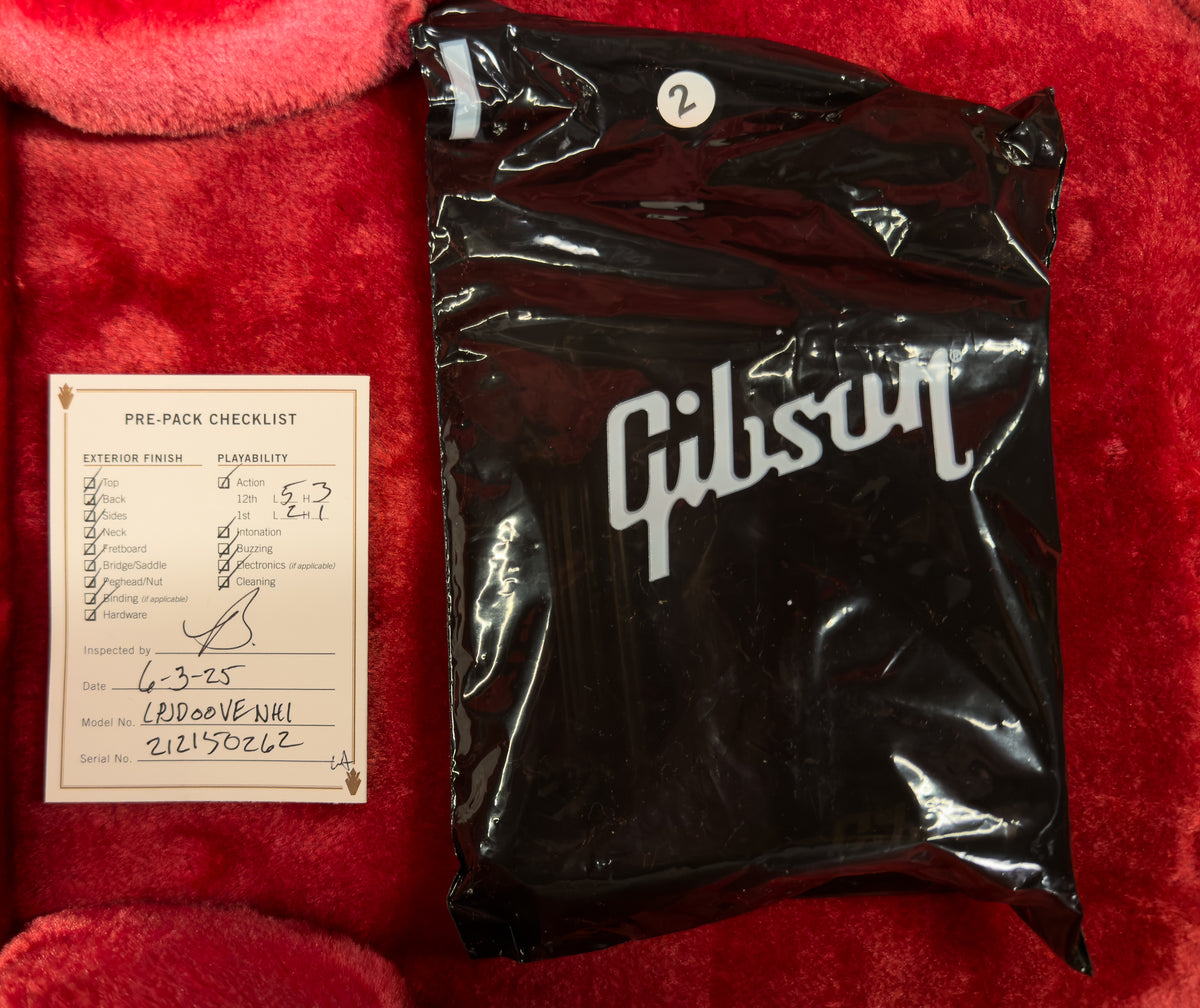 PRE-PACK CHECKLIST
EXTERIOR FINISH
Top
Back
Sides
Neck
Fretboard
Bridge/Saddle
Peghead/Nut
Binding (if applicable)
Hardware
PLAYABILITY
Action
12th L 5 H 3
1st L 2 H 1
Intonation
Buzzing
Electronics (if applicable)
Cleaning
Inspected by
Date 6-3-25
Model No. LPJD00VENH1
Serial No. 212150262
2
Gibson®